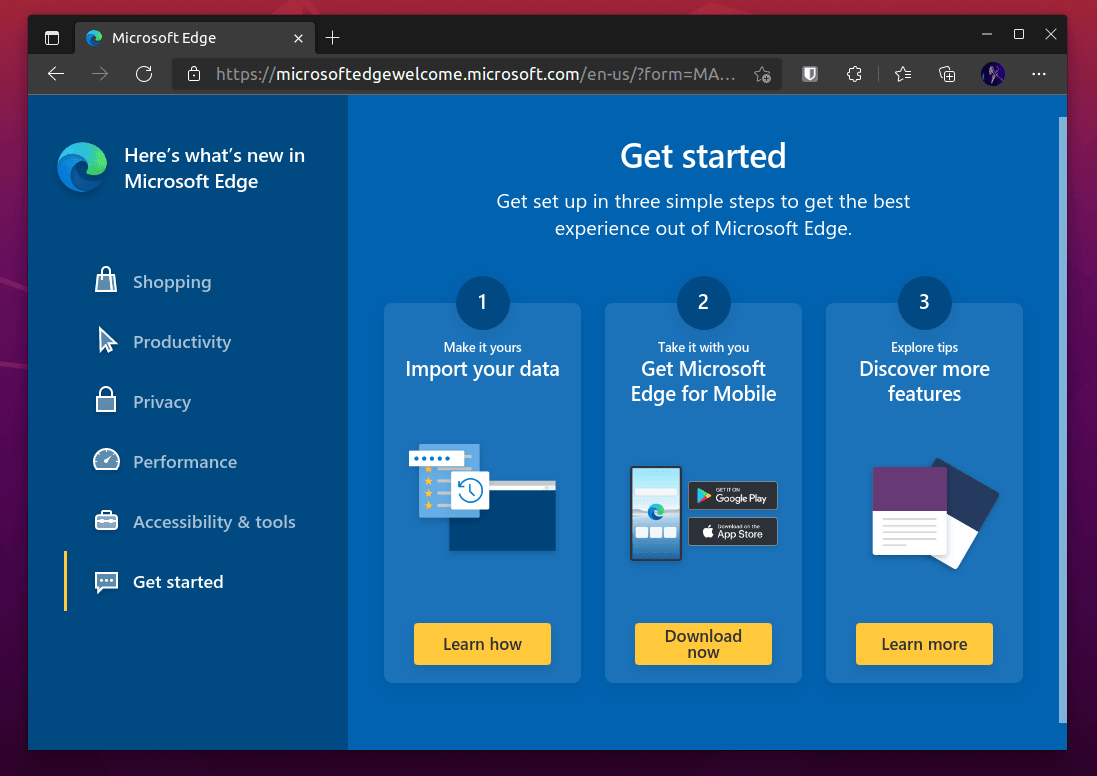 Microsoft Edge
https://microsoftedgewelcome.microsoft.com/en-us/?form=MA...
Here's what's new in
Microsoft Edge
Shopping
Productivity
Privacy
Performance
Accessibility & tools
Get started
Get started
Get set up in three simple steps to get the best
experience out of Microsoft Edge.
1
Make it yours
Import your data
Learn how
2
Take it with you
Get Microsoft
Edge for Mobile
GET IT ON
Google Play
Download on the
App Store
Download
now
3
Explore tips
Discover more
features
Learn more